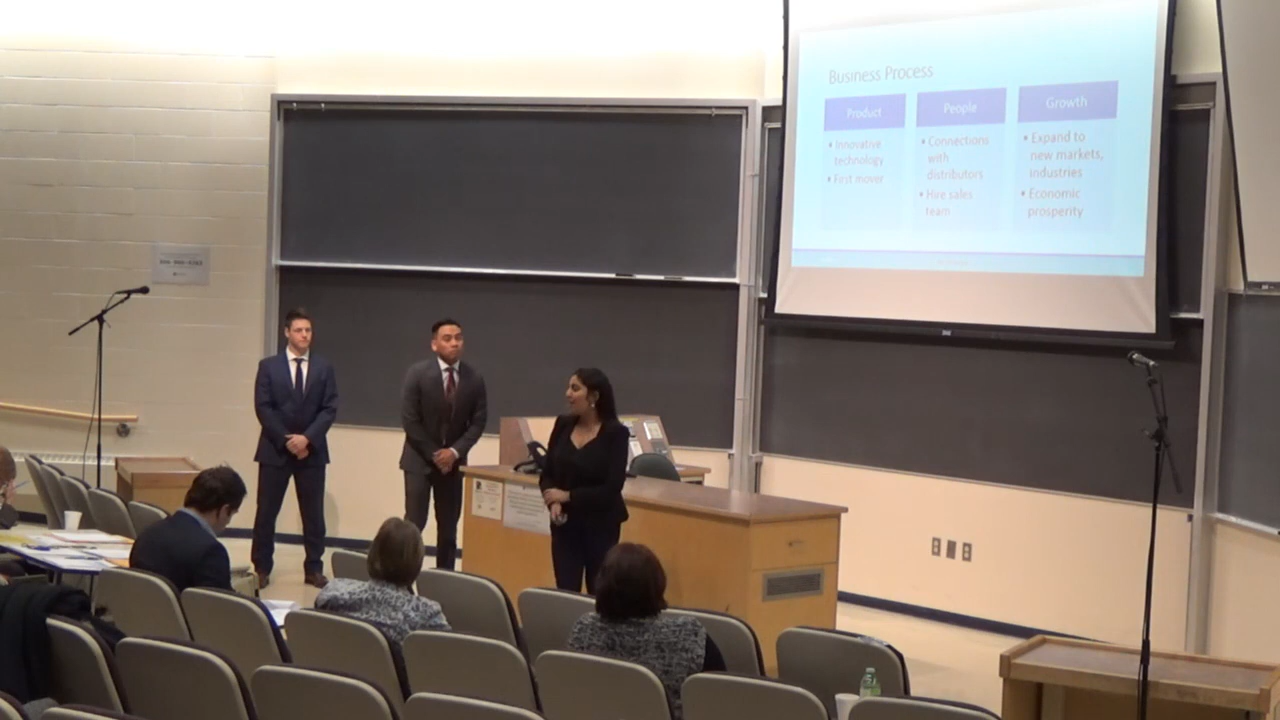 Business Process
Product
• Innovative
technology
• First mover
People
• Connections
with
distributors
• Hire sales
team
Growth
• Expand to
new markets,
industries
• Economic
prosperity